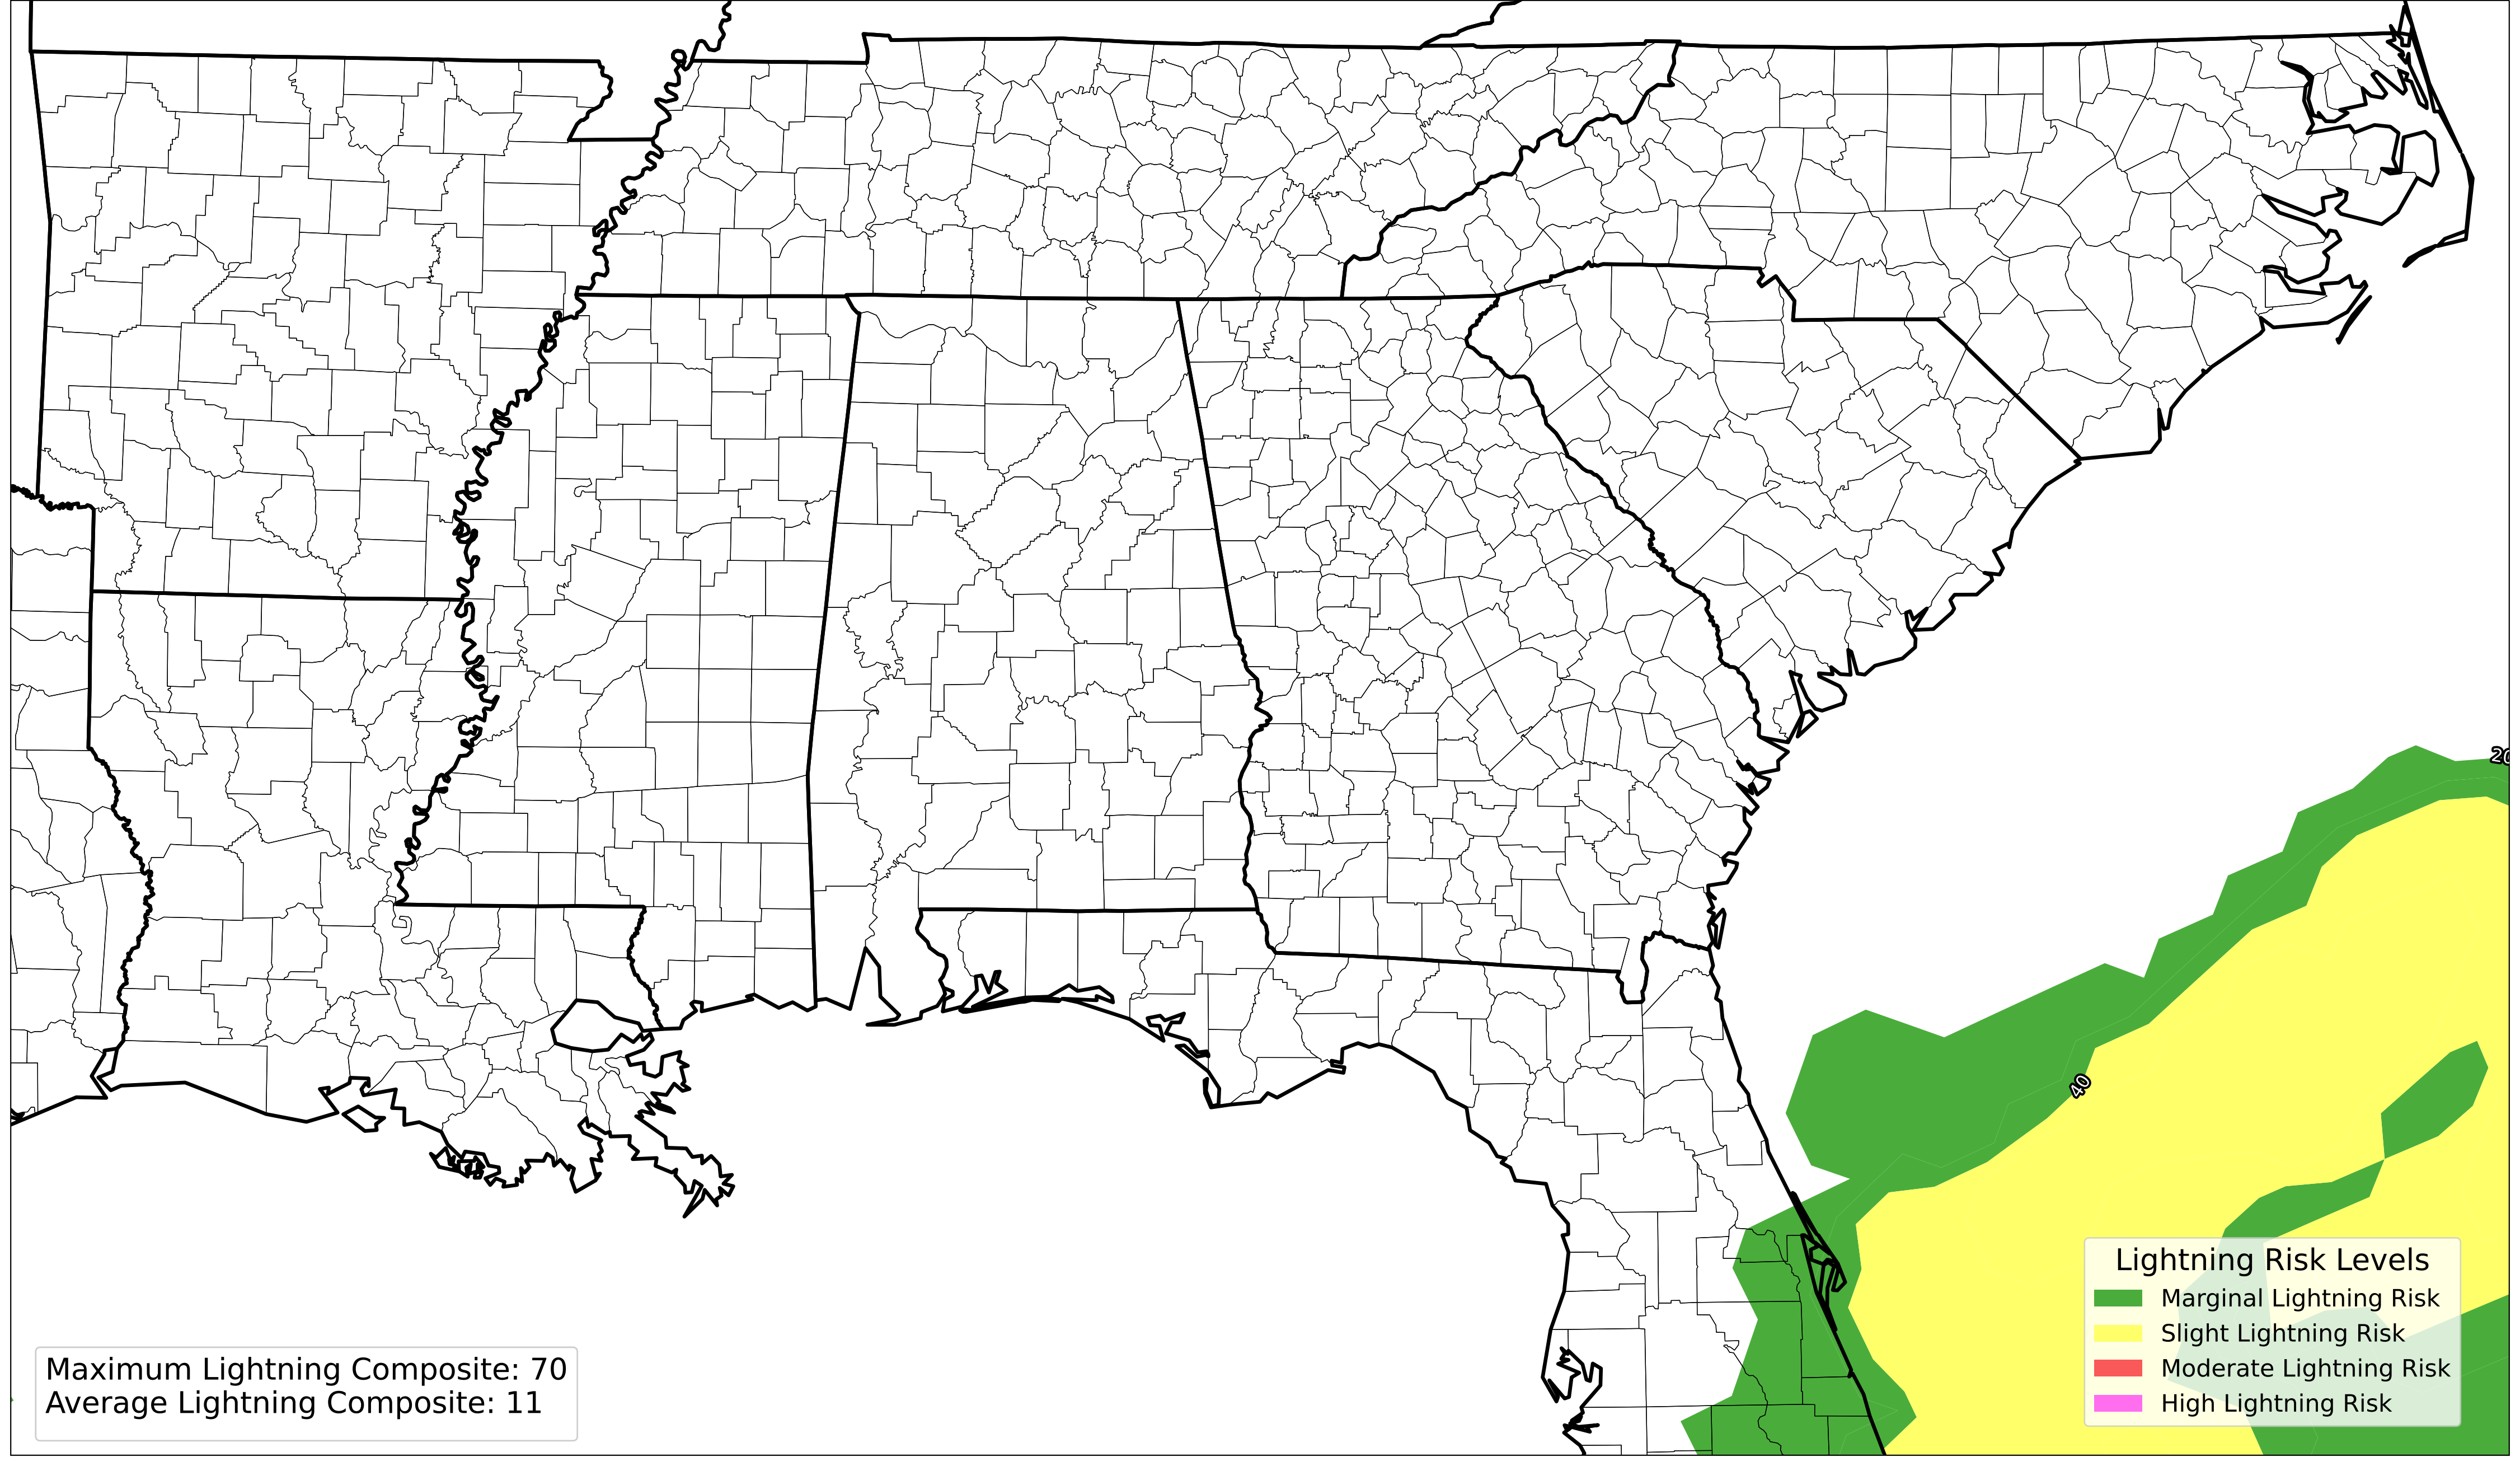 20
40
Lightning Risk Levels
Marginal Lightning Risk
Slight Lightning Risk
Moderate Lightning Risk
High Lightning Risk
Maximum Lightning Composite: 70
Average Lightning Composite: 11